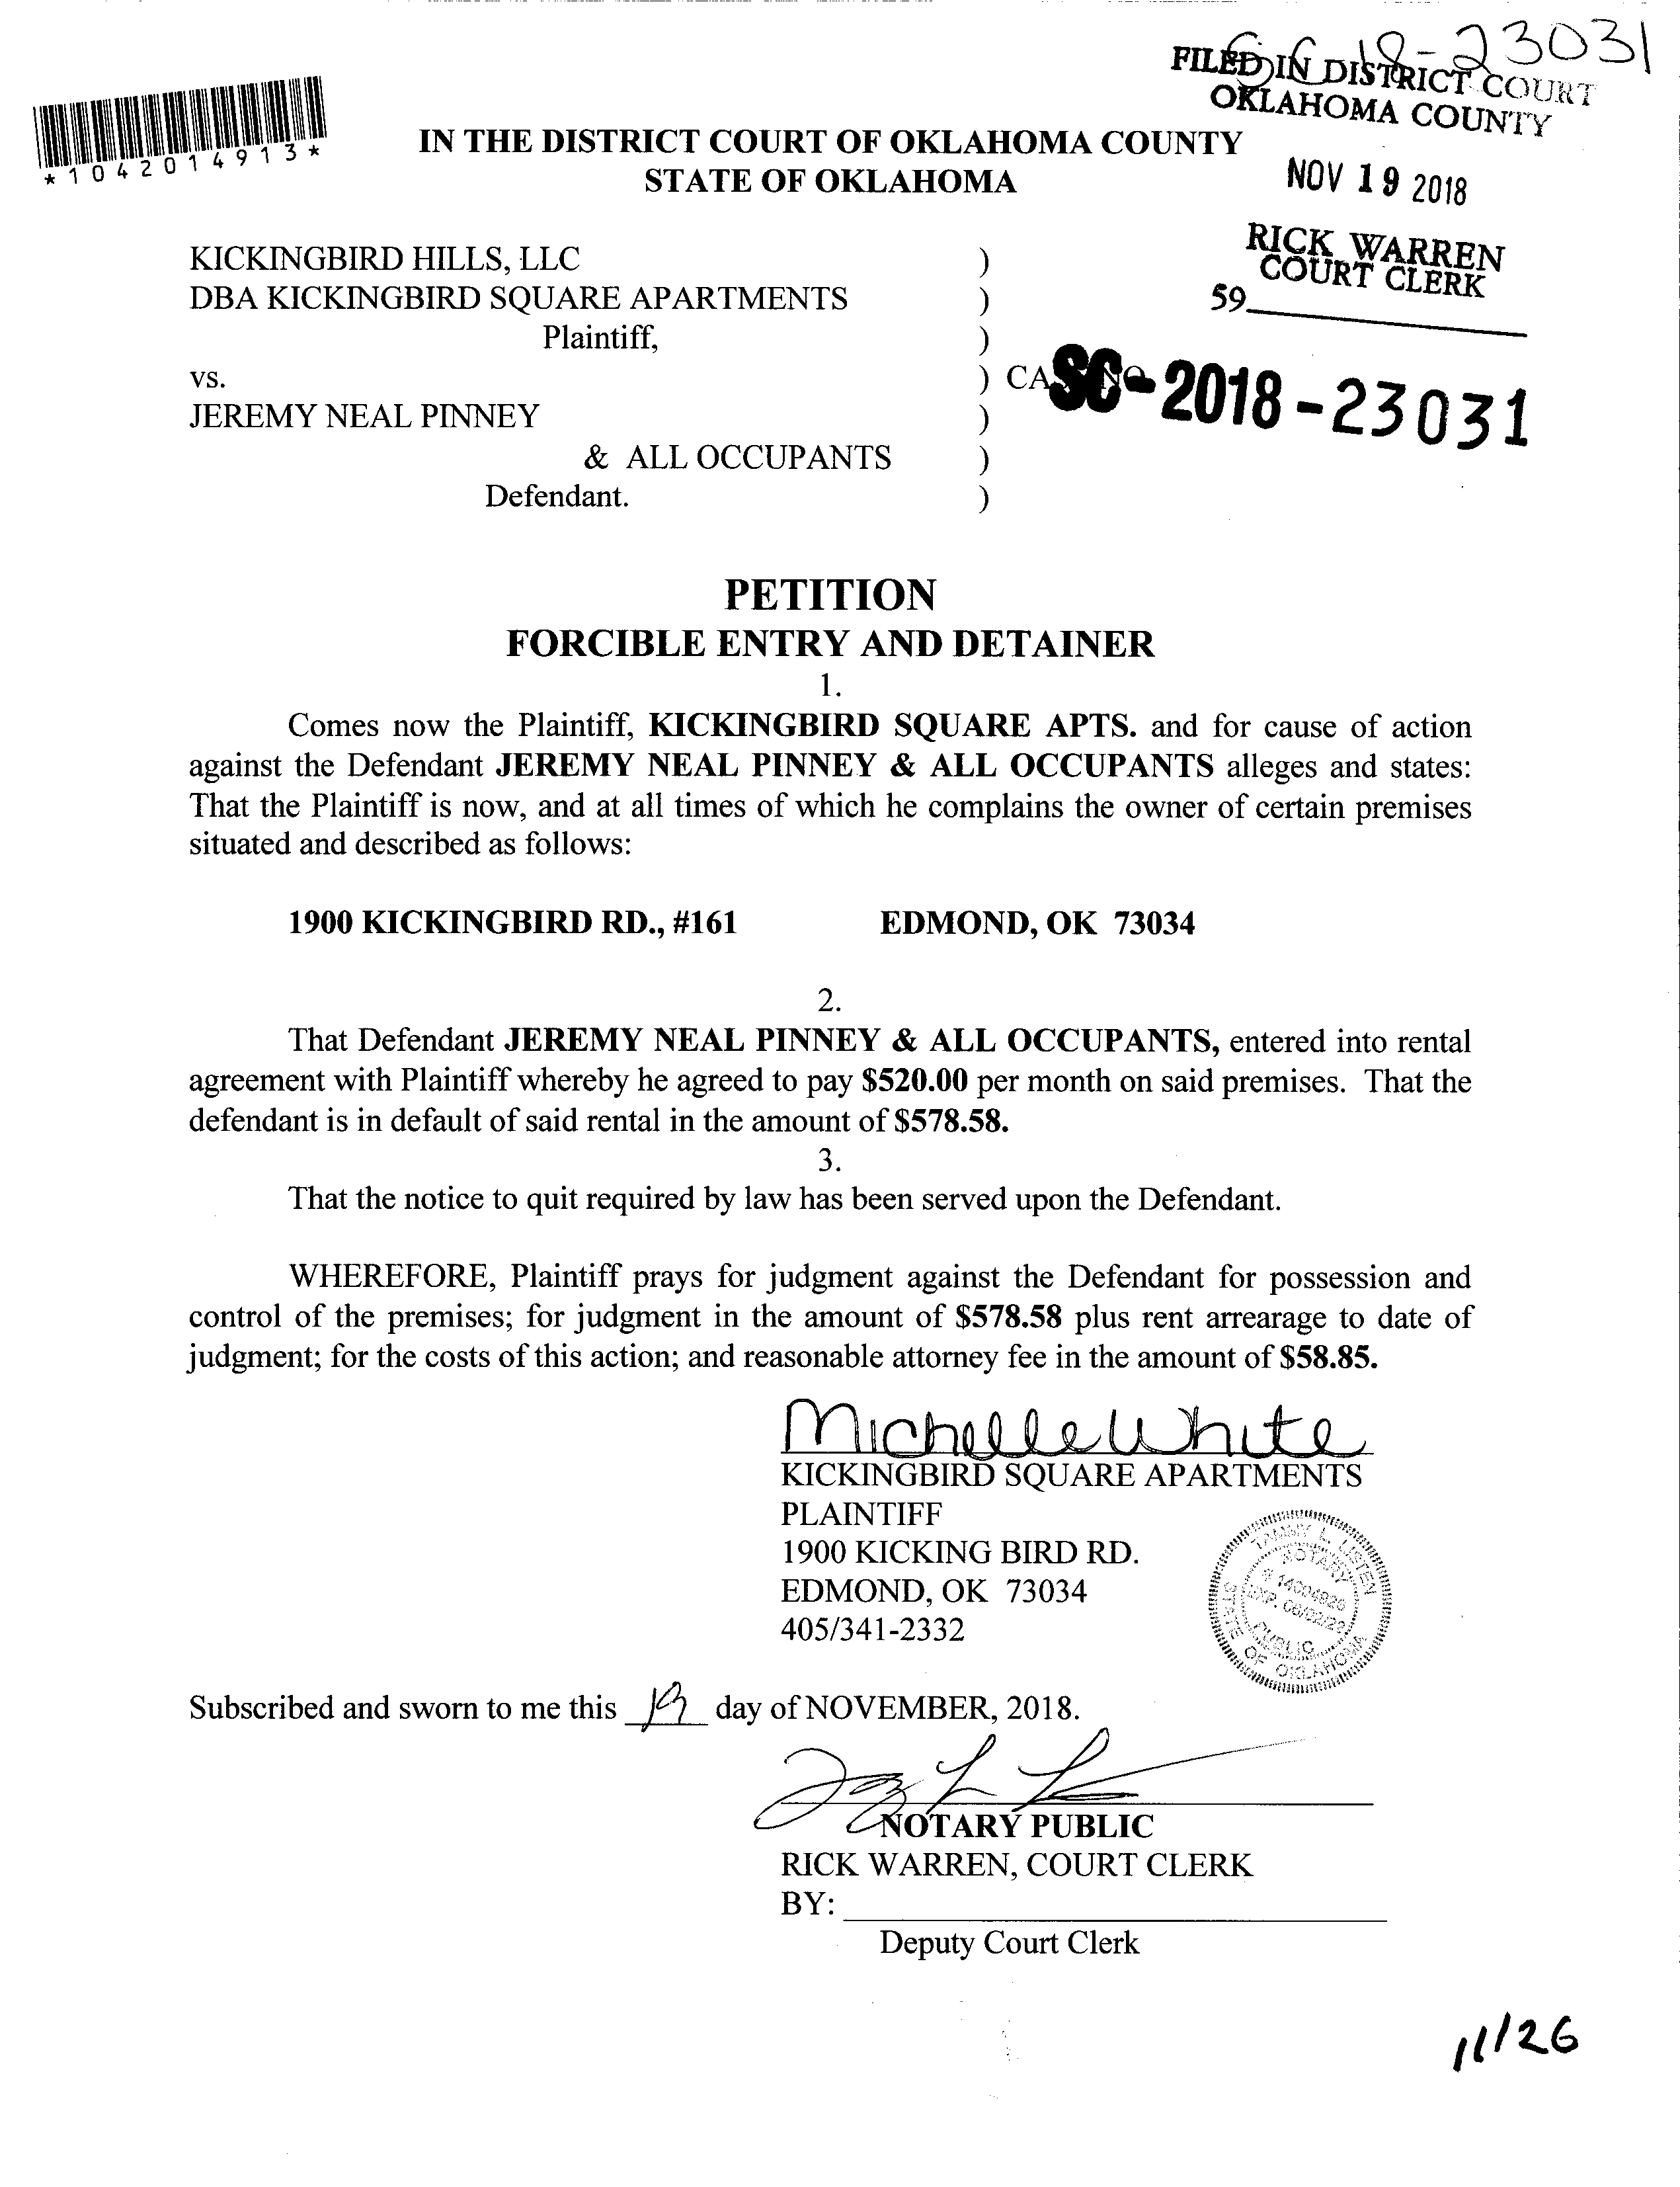 SC 18-23031
FILED IN DISTRICT COURT
OKLAHOMA COUNTY
*1042014913*
IN THE DISTRICT COURT OF OKLAHOMA COUNTY
STATE OF OKLAHOMA
NOV 19 2018
RICK WARREN
COURT CLERK
59
KICKINGBIRD HILLS, LLC )
DBA KICKINGBIRD SQUARE APARTMENTS )
Plaintiff, )
vs. ) CASE NO.
SC-2018-23031
JEREMY NEAL PINNEY )
& ALL OCCUPANTS )
Defendant. )
PETITION
FORCIBLE ENTRY AND DETAINER
1.
Comes now the Plaintiff, KICKINGBIRD SQUARE APTS. and for cause of action
against the Defendant JEREMY NEAL PINNEY & ALL OCCUPANTS alleges and states:
That the Plaintiff is now, and at all times of which he complains the owner of certain premises
situated and described as follows:
1900 KICKINGBIRD RD., #161 EDMOND, OK 73034
2.
That Defendant JEREMY NEAL PINNEY & ALL OCCUPANTS, entered into rental
agreement with Plaintiff whereby he agreed to pay $520.00 per month on said premises. That the
defendant is in default of said rental in the amount of $578.58.
3.
That the notice to quit required by law has been served upon the Defendant.
WHEREFORE, Plaintiff prays for judgment against the Defendant for possession and
control of the premises; for judgment in the amount of $578.58 plus rent arrearage to date of
judgment; for the costs of this action; and reasonable attorney fee in the amount of $58.85.
Michelle White
KICKINGBIRD SQUARE APARTMENTS
PLAINTIFF
1900 KICKING BIRD RD.
EDMOND, OK 73034
405/341-2332
TAMMY L. LISTEN
NOTARY
# 14004826
EXP. 06/02/22
PUBLIC
STATE OF OKLAHOMA
Subscribed and sworn to me this 19 day of NOVEMBER, 2018.
NOTARY PUBLIC
RICK WARREN, COURT CLERK
BY:
Deputy Court Clerk
11/26